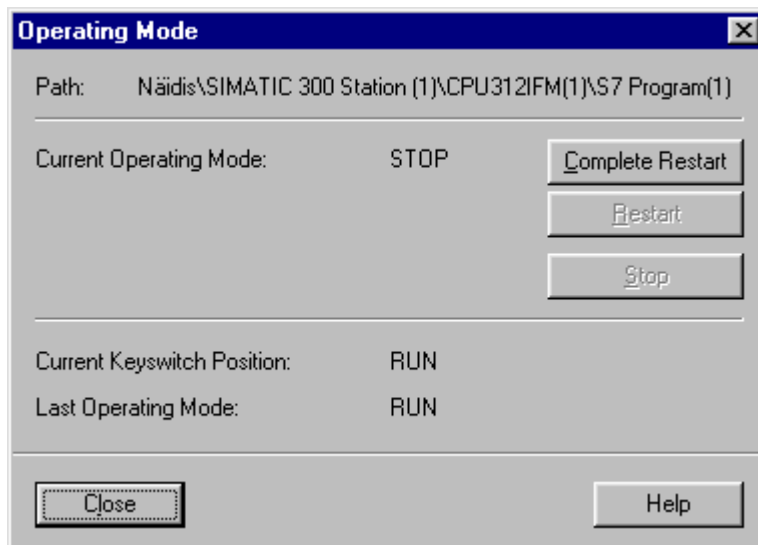 Operating Mode
Path: Näidis\SIMATIC 300 Station (1)\CPU312IFM(1)\S7 Program(1)
Current Operating Mode: STOP Complete Restart
Restart
Stop
Current Keyswitch Position: RUN
Last Operating Mode: RUN
Close Help